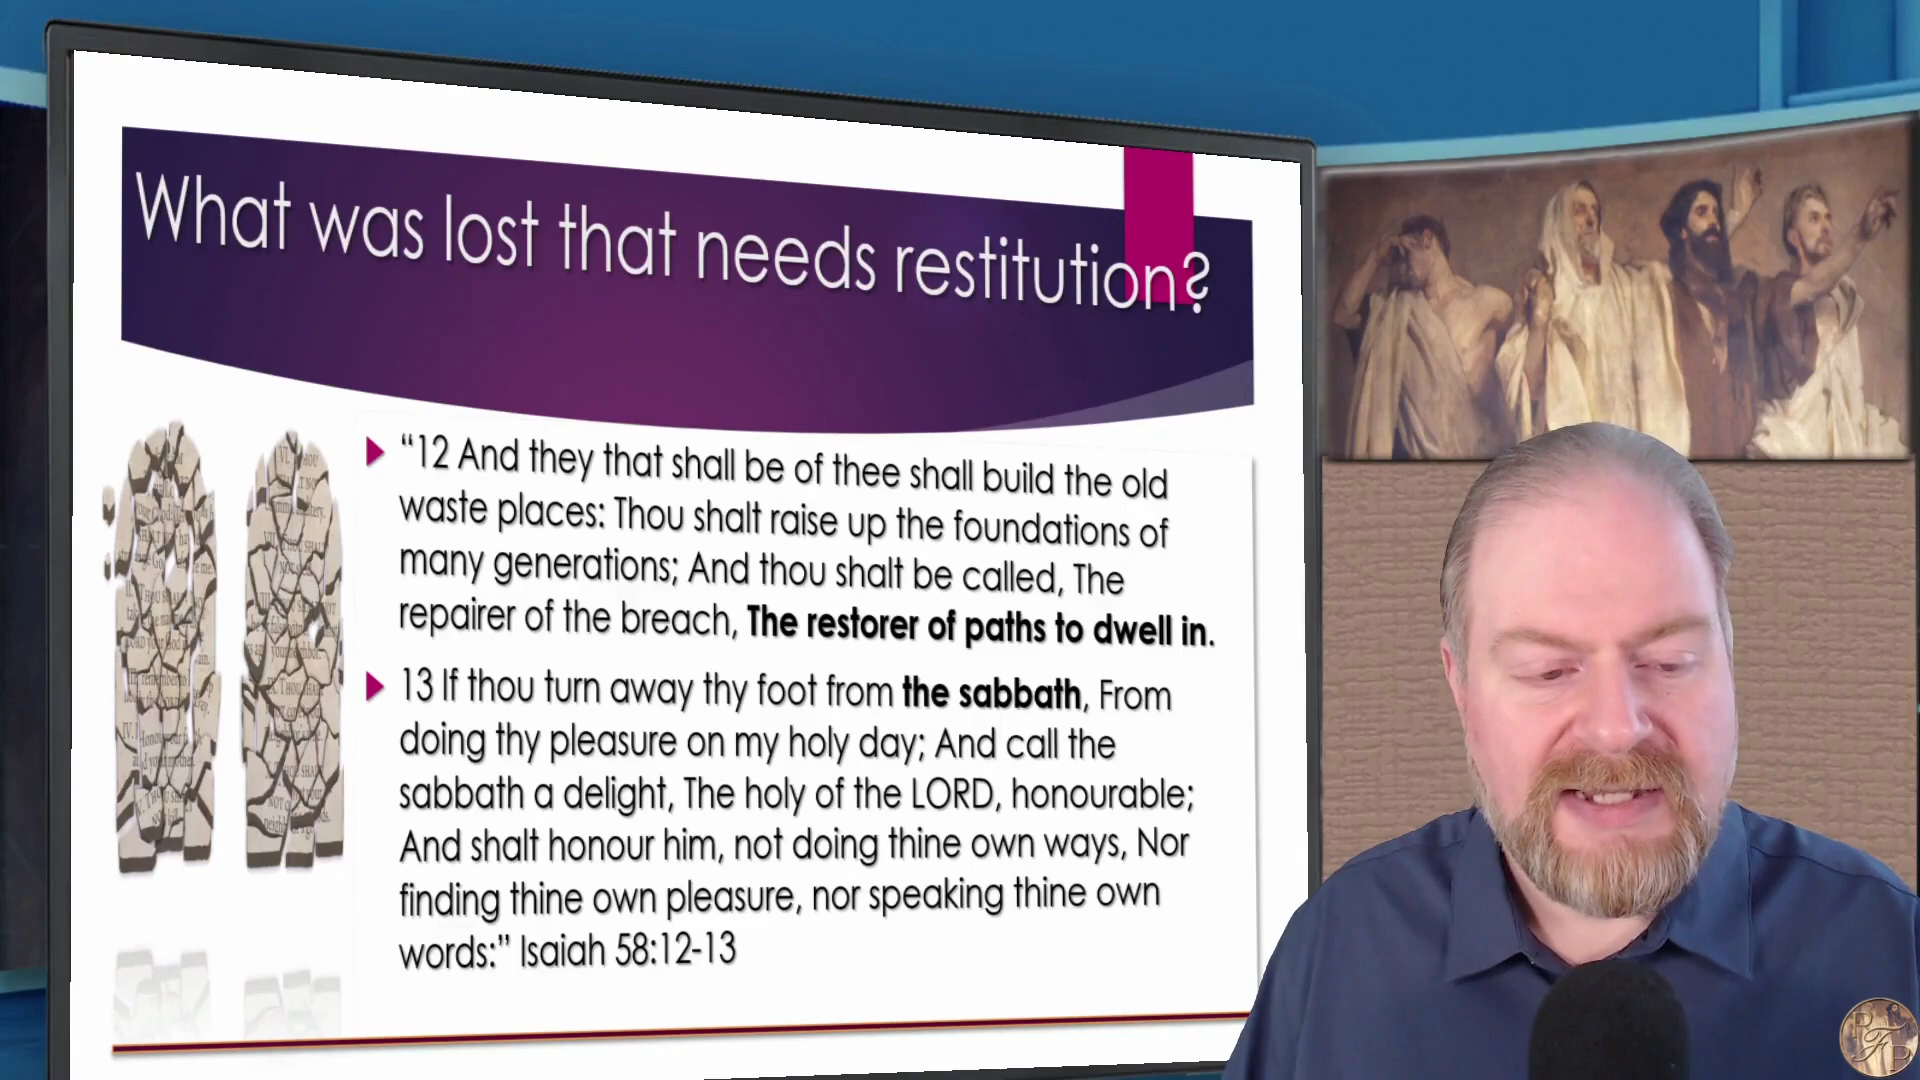 What was lost that needs restitution?
“12 And they that shall be of thee shall build the old
waste places: Thou shalt raise up the foundations of
many generations; And thou shalt be called, The
repairer of the breach, The restorer of paths to dwell in.
13 If thou turn away thy foot from the sabbath, From
doing thy pleasure on my holy day; And call the
sabbath a delight, The holy of the LORD, honourable;
And shalt honour him, not doing thine own ways, Nor
finding thine own pleasure, nor speaking thine own
words:” Isaiah 58:12-13
PFP